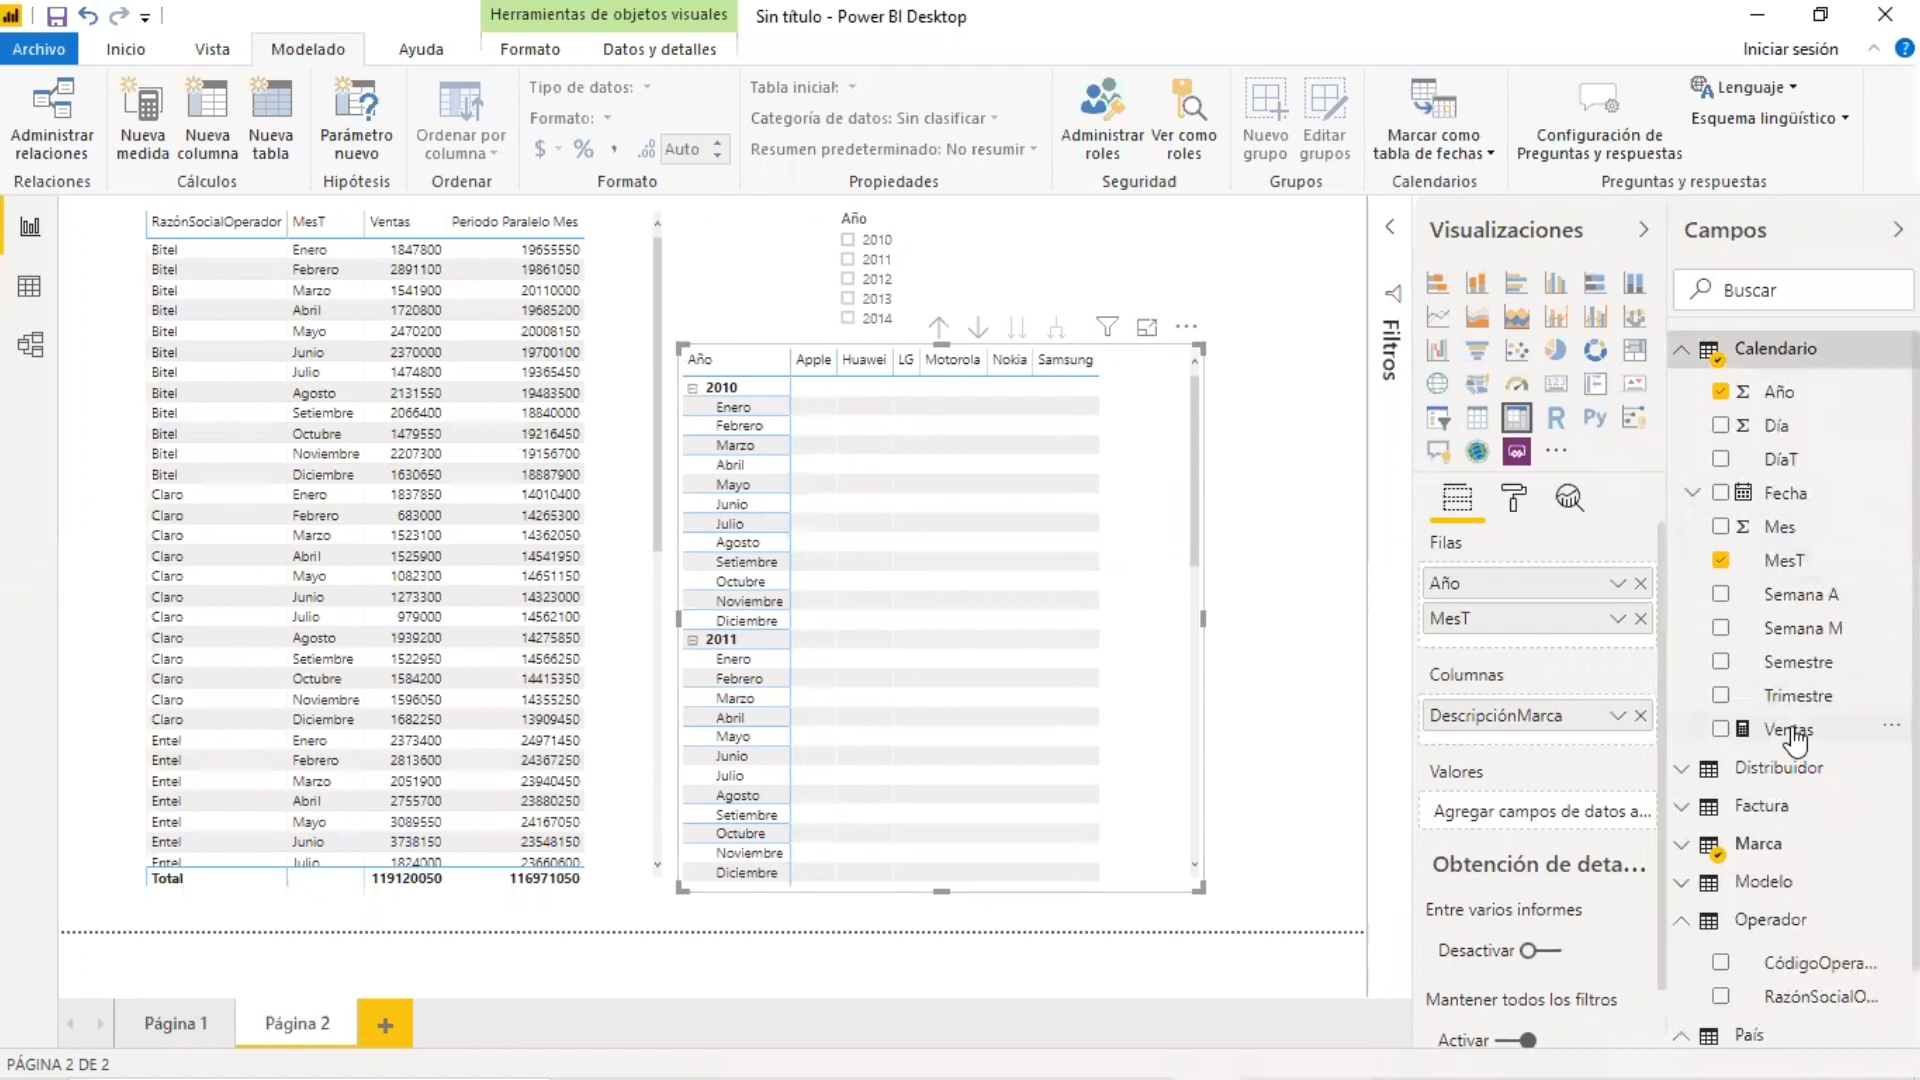 Herramientas de objetos visuales
Sin título - Power BI Desktop
Archivo
Inicio
Vista
Modelado
Ayuda
Formato
Datos y detalles
Iniciar sesión
Administrar relaciones
Relaciones
Nueva medida
Nueva columna
Nueva tabla
Cálculos
Parámetro nuevo
Hipótesis
Ordenar por columna
Ordenar
Tipo de datos:
Formato:
$ % , .00 Auto
Formato
Tabla inicial:
Categoría de datos: Sin clasificar
Resumen predeterminado: No resumir
Propiedades
Administrar roles
Ver como roles
Seguridad
Nuevo grupo
Editar grupos
Grupos
Marcar como tabla de fechas
Calendarios
Configuración de Preguntas y respuestas
Lenguaje
Esquema lingüístico
Preguntas y respuestas
RazónSocialOperador MesT Ventas Periodo Paralelo Mes
Bitel Enero 1847800 19655550
Bitel Febrero 2891100 19861050
Bitel Marzo 1541900 20110000
Bitel Abril 1720800 19685200
Bitel Mayo 2470200 20008150
Bitel Junio 2370000 19700100
Bitel Julio 1474800 19365450
Bitel Agosto 2131550 19483500
Bitel Setiembre 2066400 18840000
Bitel Octubre 1479550 19216450
Bitel Noviembre 2207300 19156700
Bitel Diciembre 1630650 18887900
Claro Enero 1837850 14010400
Claro Febrero 683000 14265300
Claro Marzo 1523100 14362050
Claro Abril 1525900 14541950
Claro Mayo 1082300 14651150
Claro Junio 1273300 14323000
Claro Julio 979000 14562100
Claro Agosto 1939200 14275850
Claro Setiembre 1522950 14566250
Claro Octubre 1584200 14415350
Claro Noviembre 1596050 14355250
Claro Diciembre 1682250 13909450
Entel Enero 2373400 24971450
Entel Febrero 2813600 24367250
Entel Marzo 2051900 23940450
Entel Abril 2755700 23880250
Entel Mayo 3089550 24167050
Entel Junio 3738150 23548150
Entel Julio 1824000 23660600
Total 119120050 116971050
Año
2010
2011
2012
2013
2014
Año Apple Huawei LG Motorola Nokia Samsung
2010
Enero
Febrero
Marzo
Abril
Mayo
Junio
Julio
Agosto
Setiembre
Octubre
Noviembre
Diciembre
2011
Enero
Febrero
Marzo
Abril
Mayo
Junio
Julio
Agosto
Setiembre
Octubre
Noviembre
Diciembre
Filtros
Visualizaciones
R Py
Filas
Año
MesT
Columnas
DescripciónMarca
Valores
Agregar campos de datos a...
Obtención de deta...
Entre varios informes
Desactivar
Mantener todos los filtros
Activar
Campos
Buscar
Calendario
Año
Día
DíaT
Fecha
Mes
MesT
Semana A
Semana M
Semestre
Trimestre
Ventas
Distribuidor
Factura
Marca
Modelo
Operador
CódigoOpera...
RazónSocialO...
País
Página 1
Página 2
PÁGINA 2 DE 2